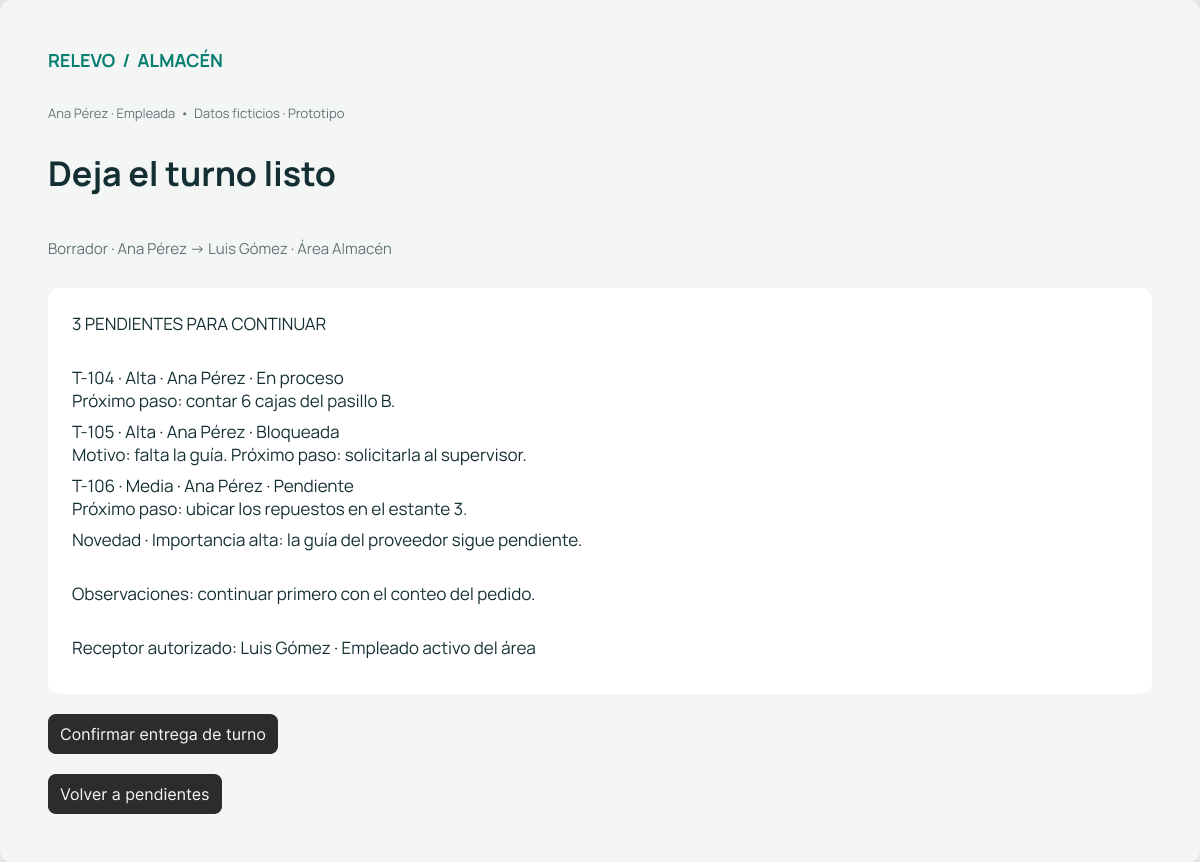 RELEVO / ALMACÉN
Ana Pérez · Empleada • Datos ficticios · Prototipo
Deja el turno listo
Borrador · Ana Pérez → Luis Gómez · Área Almacén
3 PENDIENTES PARA CONTINUAR
T-104 · Alta · Ana Pérez · En proceso
Próximo paso: contar 6 cajas del pasillo B.
T-105 · Alta · Ana Pérez · Bloqueada
Motivo: falta la guía. Próximo paso: solicitarla al supervisor.
T-106 · Media · Ana Pérez · Pendiente
Próximo paso: ubicar los repuestos en el estante 3.
Novedad · Importancia alta: la guía del proveedor sigue pendiente.
Observaciones: continuar primero con el conteo del pedido.
Receptor autorizado: Luis Gómez · Empleado activo del área
Confirmar entrega de turno
Volver a pendientes